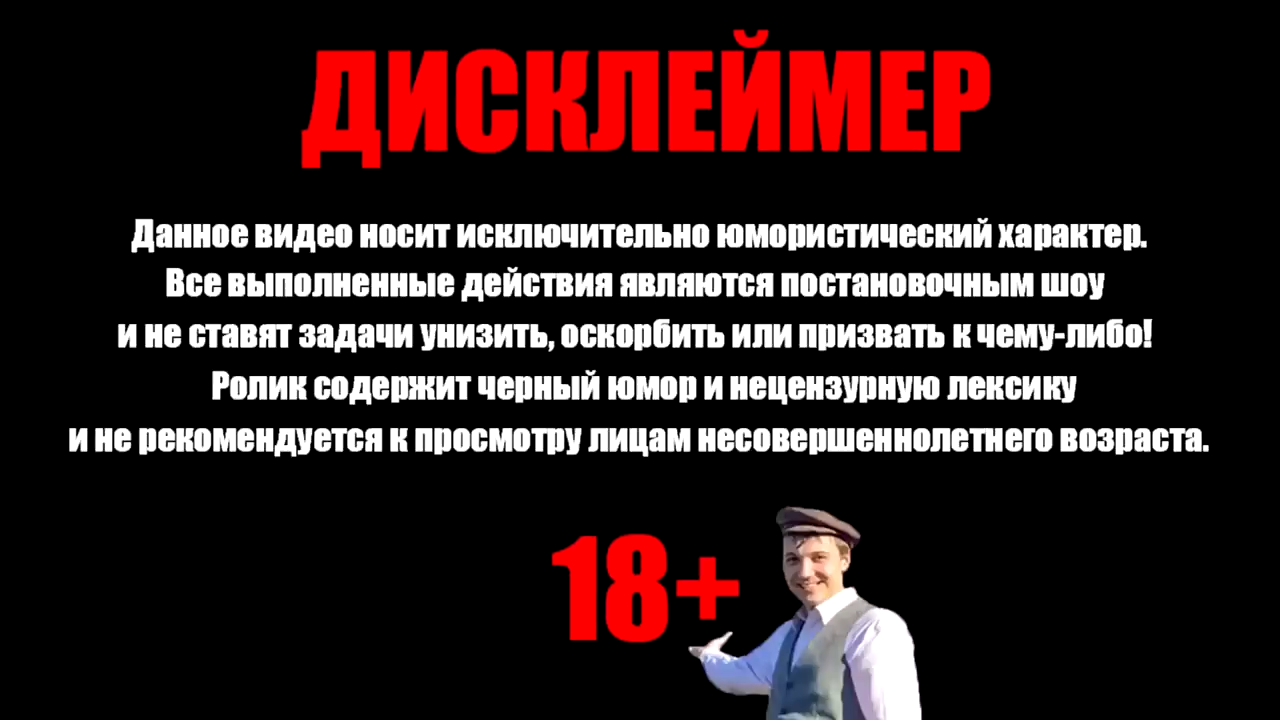 ДИСКЛЕЙМЕР
Данное видео носит исключительно юмористический характер.
Все выполненные действия являются постановочным шоу
и не ставят задачи унизить, оскорбить или призвать к чему-либо!
Ролик содержит черный юмор и нецензурную лексику
и не рекомендуется к просмотру лицам несовершеннолетнего возраста.
18+